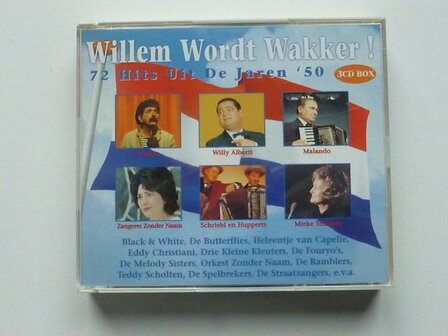 Willem Wordt Wakker !
72 Hits Uit De Jaren '50
3CD BOX
Willy Alberti
Malando
Zangeres Zonder Naam
Schriebl en Hupperts
Mieke
Black & White, De Butterflies, Heleentje van Capelle,
Eddy Christiani, Drie Kleine Kleuters, De Fouryo's,
De Melody Sisters, Orkest Zonder Naam, De Ramblers,
Teddy Scholten, De Spelbrekers, De Straatzangers, e.v.a.